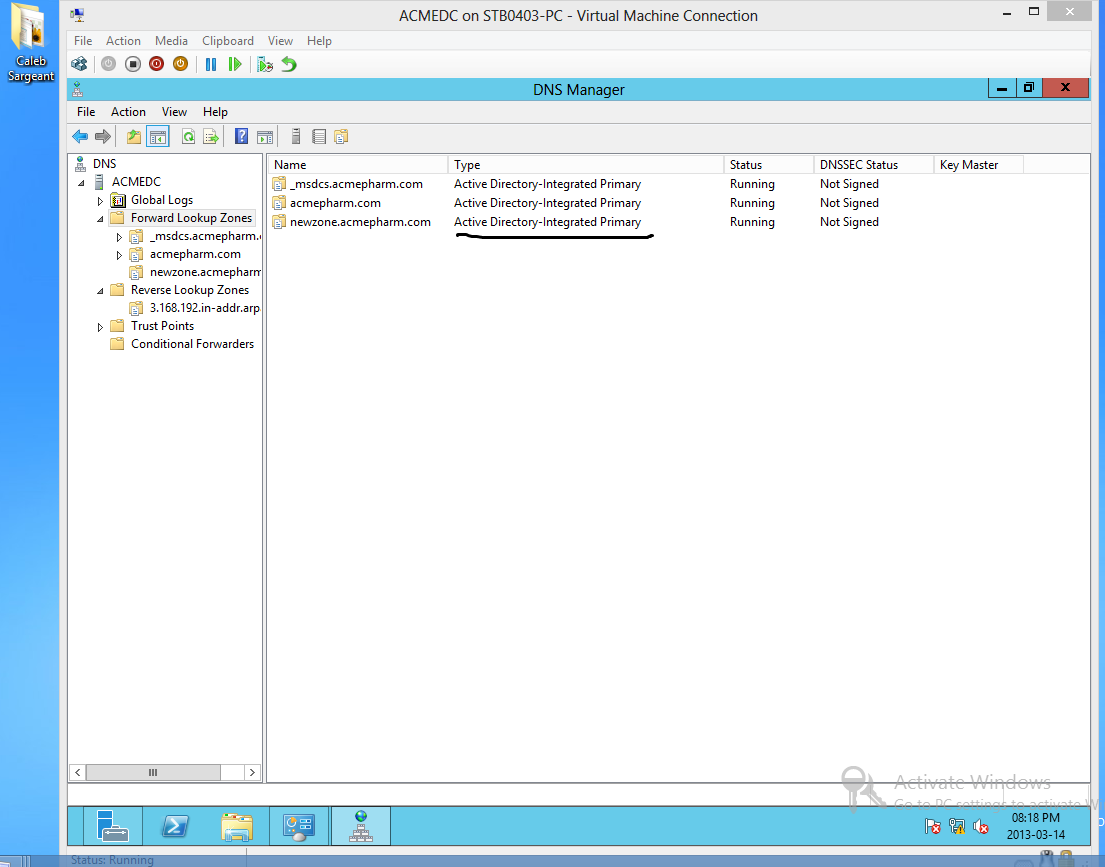 Caleb
Sargeant
ACMEDC on STB0403-PC - Virtual Machine Connection
File Action Media Clipboard View Help
DNS Manager
File Action View Help
DNS
ACMEDC
Global Logs
Forward Lookup Zones
_msdcs.acmepharm.
acmepharm.com
newzone.acmepharm
Reverse Lookup Zones
3.168.192.in-addr.arp
Trust Points
Conditional Forwarders
Name Type Status DNSSEC Status Key Master
_msdcs.acmepharm.com Active Directory-Integrated Primary Running Not Signed
acmepharm.com Active Directory-Integrated Primary Running Not Signed
newzone.acmepharm.com Active Directory-Integrated Primary Running Not Signed
Activate Windows
Go to PC settings to activate W
08:18 PM
2013-03-14
Status: Running